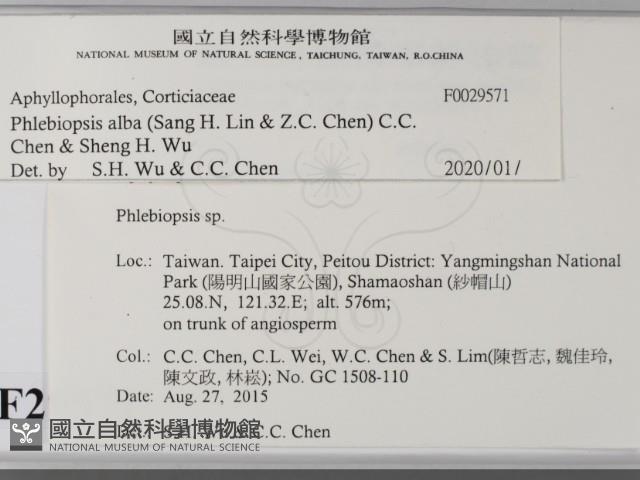 國立自然科學博物館
NATIONAL MUSEUM OF NATURAL SCIENCE, TAICHUNG, TAIWAN, R.O.CHINA
Aphyllophorales, Corticiaceae F0029571
Phlebiopsis alba (Sang H. Lin & Z.C. Chen) C.C.
Chen & Sheng H. Wu
Det. by S.H. Wu & C.C. Chen 2020/01/
Phlebiopsis sp.
Loc.: Taiwan. Taipei City, Peitou District: Yangmingshan National
Park (陽明山國家公園), Shamaoshan (紗帽山)
25.08.N, 121.32.E; alt. 576m;
on trunk of angiosperm
Col.: C.C. Chen, C.L. Wei, W.C. Chen & S. Lim(陳哲志, 魏佳玲,
陳文政, 林崧); No. GC 1508-110
Date: Aug. 27, 2015
F2
C.C. Chen
國立自然科學博物館
NATIONAL MUSEUM OF NATURAL SCIENCE